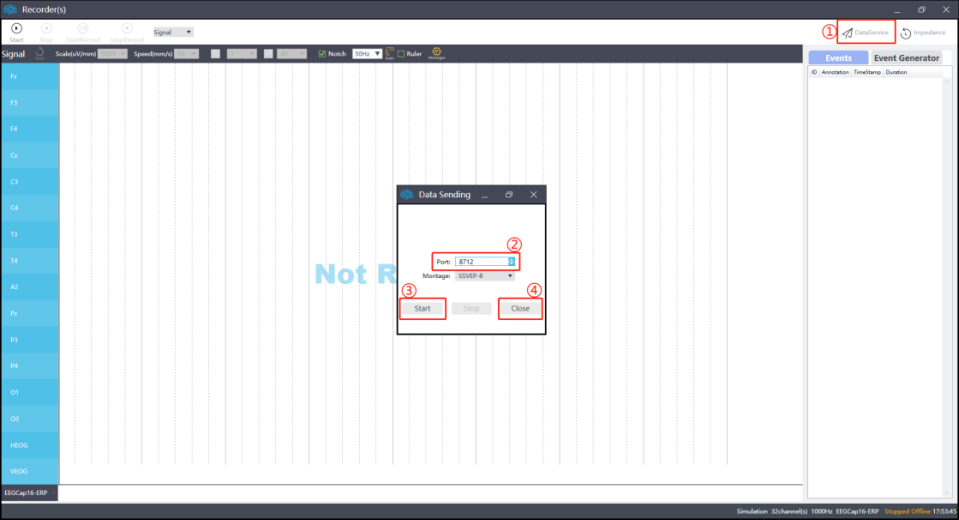 Recorder(s)
Start Stop StartRecord StopRecord Signal
① DataService Impedance
Signal Scale(uV/mm) Speed(mm/s) Notch 50Hz Ruler
Events Event Generator
ID Annotation TimeStamp Duration
Fz
F3
F4
Cz
C3
C4
T3
T4
A2
Pz
P3
P4
O1
O2
HEOG
VEOG
EEGCap16-ERP
Not R
Data Sending
②
Port: 8712
Montage: SSVEP-8
③ ④
Start Stop Close
Simulation 32channel(s) 1000Hz EEGCap16-ERP Stopped Offline 17:53:45